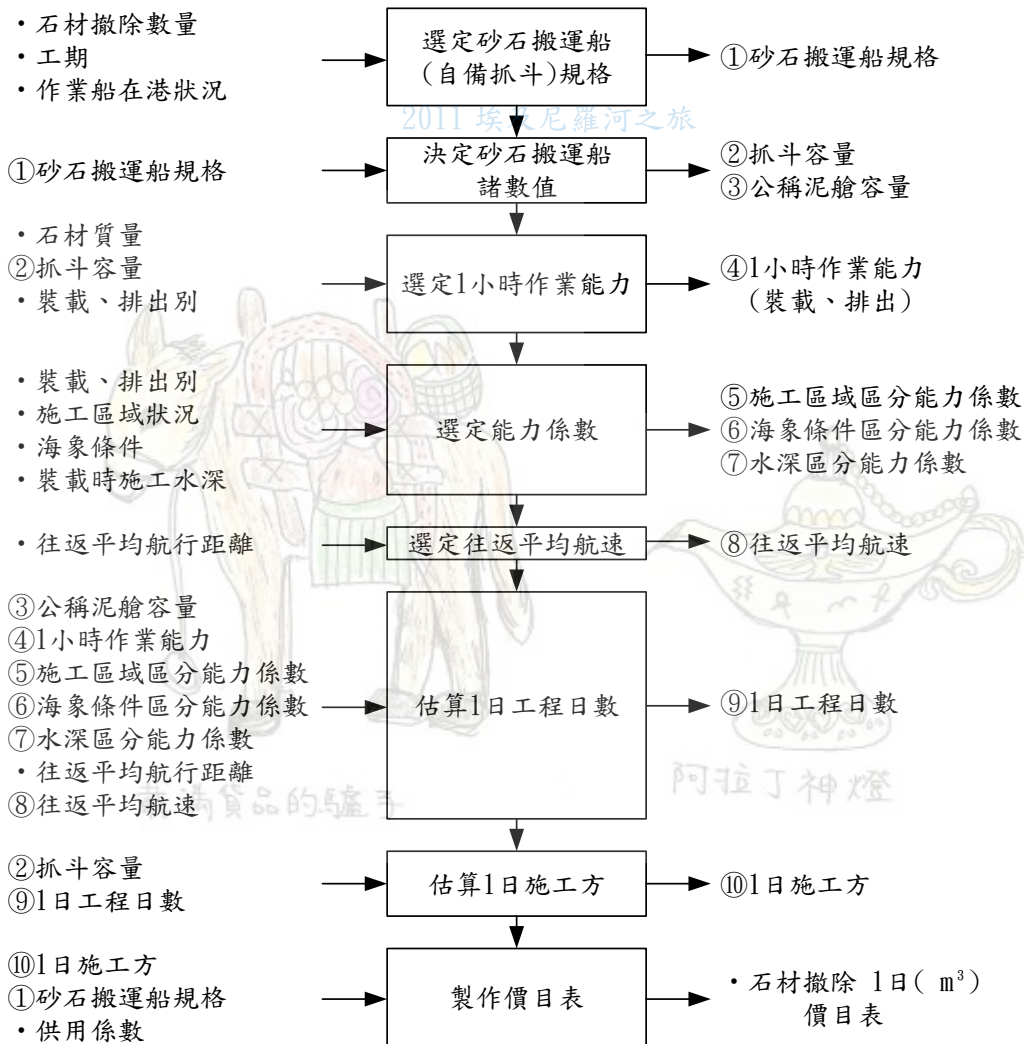 ・石材撤除數量
・工期
・作業船在港狀況
選定砂石搬運船
(自備抓斗)規格
①砂石搬運船規格
2011 埃及尼羅河之旅
①砂石搬運船規格
決定砂石搬運船
諸數值
②抓斗容量
③公稱泥艙容量
・石材質量
②抓斗容量
・裝載、排出別
選定1小時作業能力
④1小時作業能力
(裝載、排出)
・裝載、排出別
・施工區域狀況
・海象條件
・裝載時施工水深
選定能力係數
⑤施工區域區分能力係數
⑥海象條件區分能力係數
⑦水深區分能力係數
・往返平均航行距離
選定往返平均航速
⑧往返平均航速
③公稱泥艙容量
④1小時作業能力
⑤施工區域區分能力係數
⑥海象條件區分能力係數
⑦水深區分能力係數
・往返平均航行距離
⑧往返平均航速
估算1日工程日數
⑨1日工程日數
滿貨品的驢子
阿拉丁神燈
②抓斗容量
⑨1日工程日數
估算1日施工方
⑩1日施工方
⑩1日施工方
①砂石搬運船規格
・供用係數
製作價目表
・石材撤除 1日( m³)
價目表